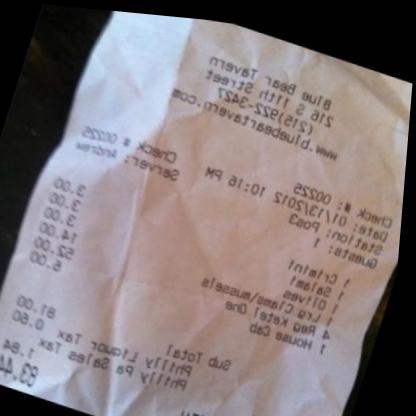 Blue Bear Tavern
216 S 11th Street
(215)922-3427
www.bluebeartavern.com
Check #: 00225 Check # 00225
Date: 01/13/2012 10:16 PM Server: Andrew
Station: Pos3
Guests: 1
1 Crimini 3.00
1 Salami 3.00
1 Olives 3.00
1 Lrg Clams\mussels 14.00
4 Reg Ketel One 52.00
1 House Cab 6.00
Sub Total 81.00
Philly Liquor Tax 0.60
Philly Pa Sales Tax 1.84
83.44